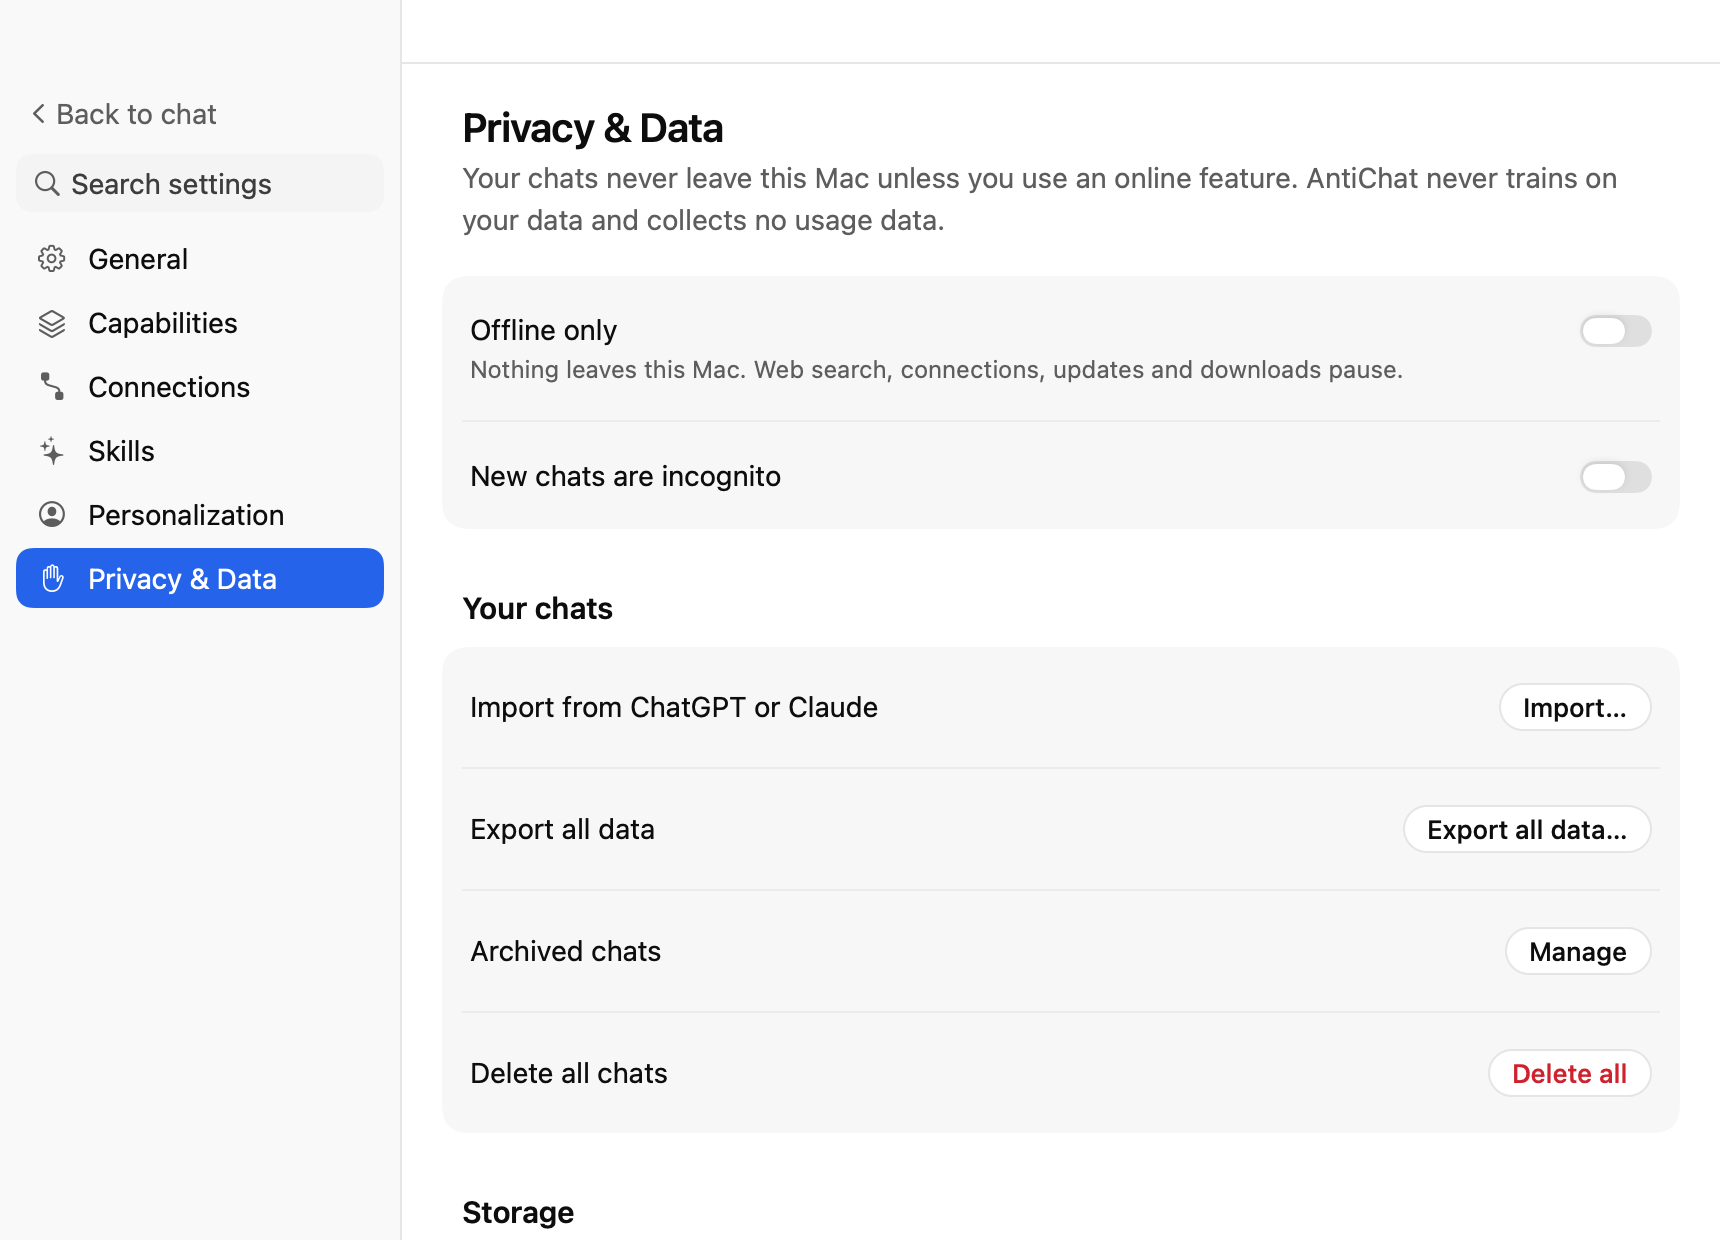 Back to chat
Search settings
General
Capabilities
Connections
Skills
Personalization
Privacy & Data
Privacy & Data
Your chats never leave this Mac unless you use an online feature. AntiChat never trains on
your data and collects no usage data.
Offline only
Nothing leaves this Mac. Web search, connections, updates and downloads pause.
New chats are incognito
Your chats
Import from ChatGPT or Claude
Import...
Export all data
Export all data...
Archived chats
Manage
Delete all chats
Delete all
Storage